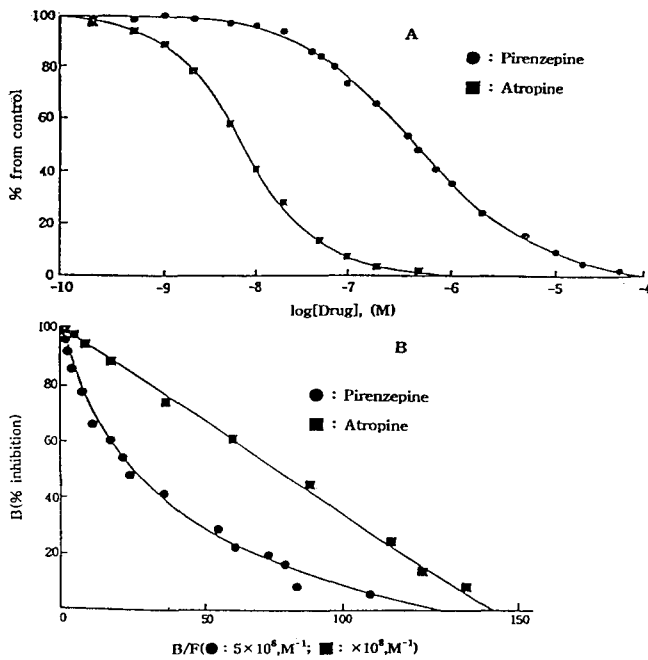 A
● : Pirenzepine
■ : Atropine
% from control
100
80
60
40
20
0
-10 -9 -8 -7 -6 -5 -4
log[Drug], (M)
B
● : Pirenzepine
■ : Atropine
B(% inhibition)
100
80
60
40
20
0 50 100 150
B/F(● : 5×10⁶,M⁻¹; ■ : ×10⁸,M⁻¹)